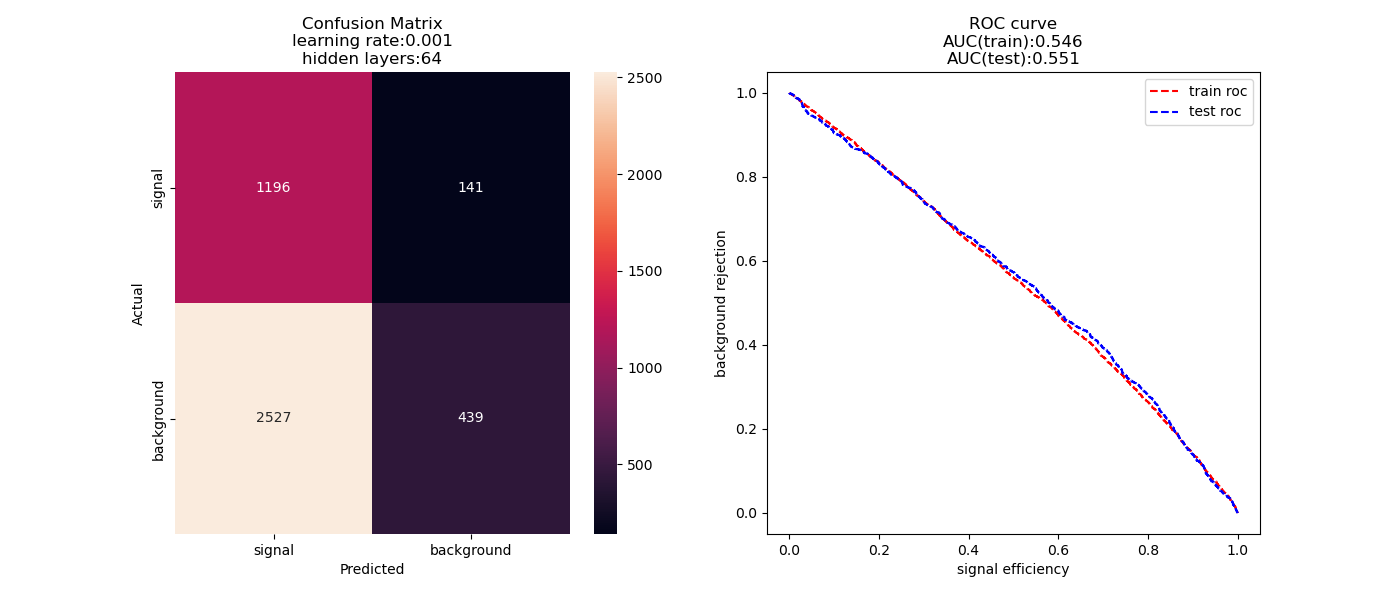 Confusion Matrix
learning rate:0.001
hidden layers:64
signal
background
Actual
1196
141
2527
439
signal
background
Predicted
2500
2000
1500
1000
500
ROC curve
AUC(train):0.546
AUC(test):0.551
train roc
test roc
1.0
0.8
0.6
0.4
0.2
0.0
background rejection
0.0
0.2
0.4
0.6
0.8
1.0
signal efficiency